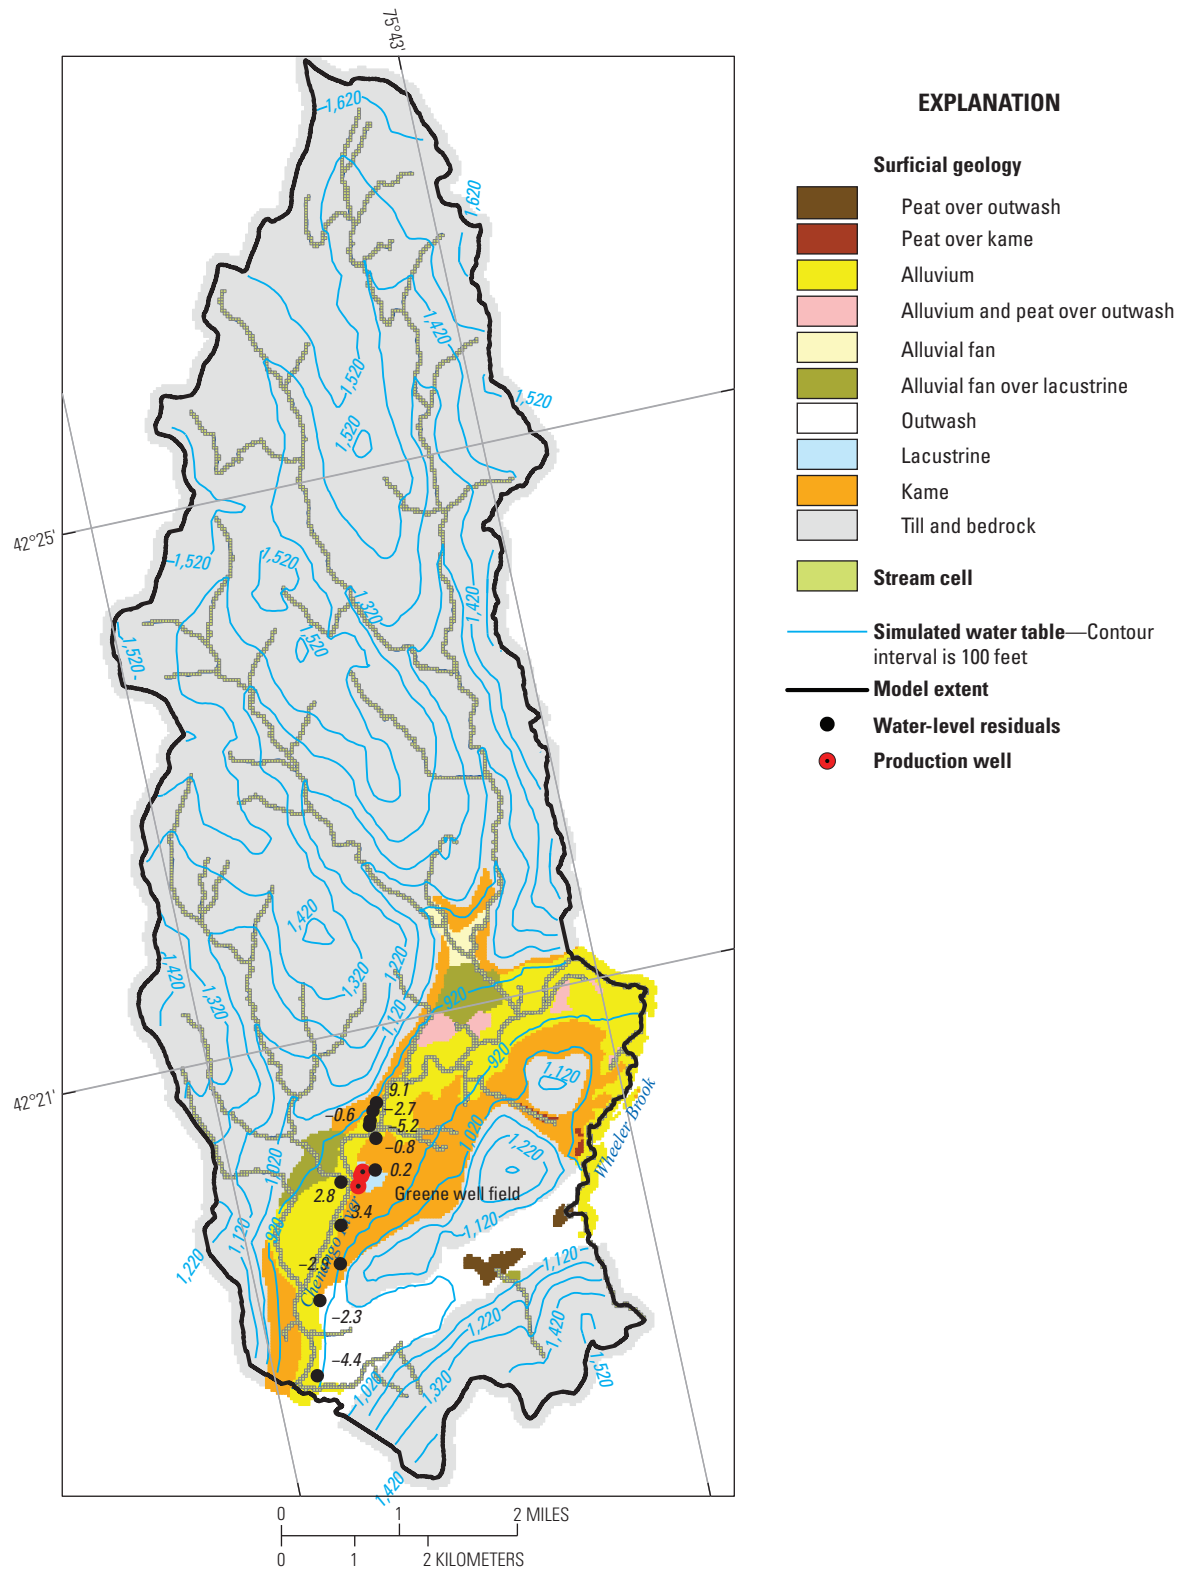 75°43'
1,620
1,620
1,420
1,520
1,520
1,520
42°25'
1,520
1,520
1,320
1,420
1,520
1,520
1,420
1,420
1,320
1,320
1,220
1,120
920
920
1,120
42°21'
9.1
−0.6
−2.7
−5.2
−0.8
0.2
2.8
Greene well field
1,020
1,220
Wheeler Brook
1,020
920
1,120
1,220
Chenango River
1,120
1,120
−2.3
−4.4
1,220
1,420
1,520
1,020
1,320
1,420
0 1 2 MILES
0 1 2 KILOMETERS
EXPLANATION
Surficial geology
Peat over outwash
Peat over kame
Alluvium
Alluvium and peat over outwash
Alluvial fan
Alluvial fan over lacustrine
Outwash
Lacustrine
Kame
Till and bedrock
Stream cell
Simulated water table—Contour
interval is 100 feet
Model extent
Water-level residuals
Production well